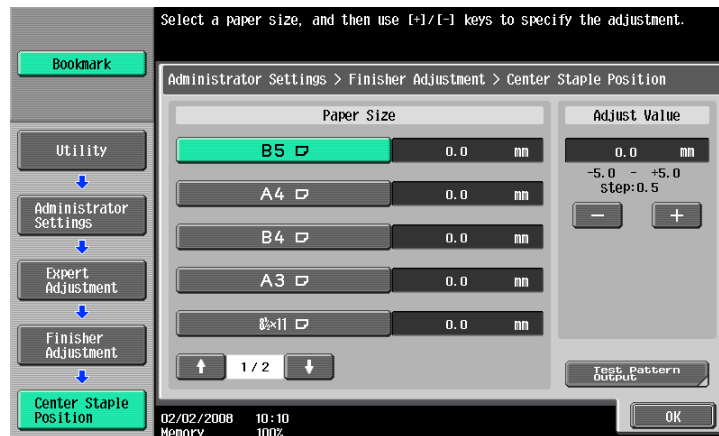 Select a paper size, and then use [+]/[-] keys to specify the adjustment.
Bookmark
Administrator Settings > Finisher Adjustment > Center Staple Position
Paper Size
Adjust Value
Utility
Administrator
Settings
Expert
Adjustment
Finisher
Adjustment
Center Staple
Position
B5 0.0 mm
A4 0.0 mm
B4 0.0 mm
A3 0.0 mm
8½×11 0.0 mm
1/2
0.0 mm
-5.0 - +5.0
step:0.5
− +
Test Pattern
Output
02/02/2008 10:10
Memory 100%
OK